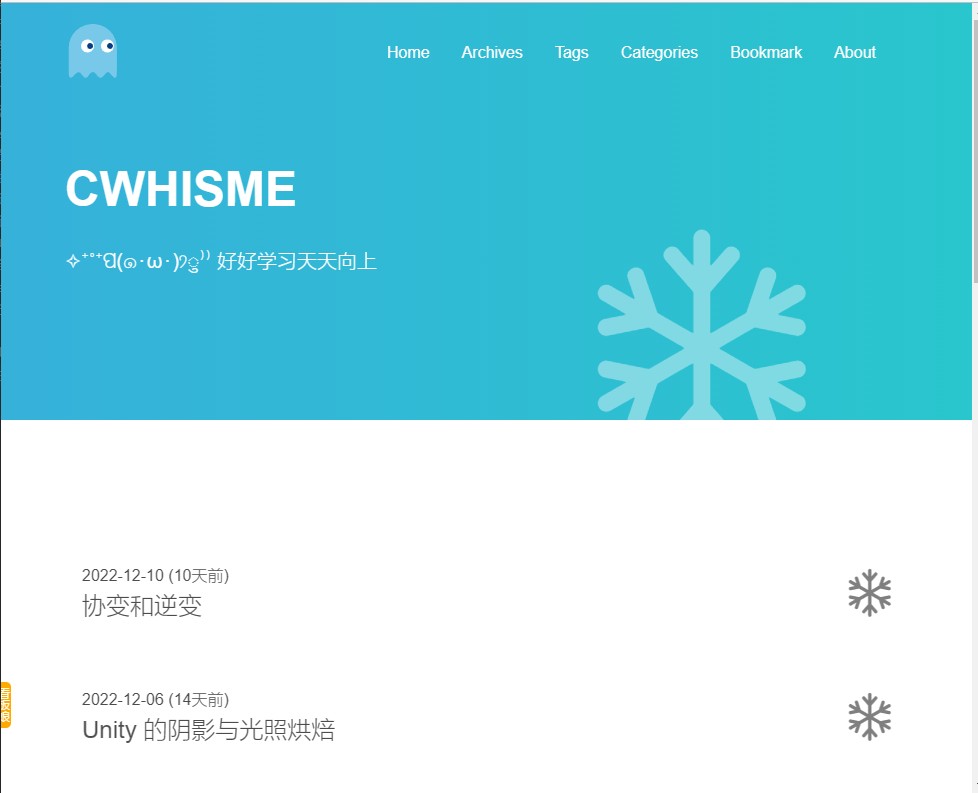 Home Archives Tags Categories Bookmark About
CWHISME
✧⁺˚⁺ପ(๑･ω･)੭ु⁾⁾ 好好学习天天向上
2022-12-10 (10天前)
协变和逆变
2022-12-06 (14天前)
Unity 的阴影与光照烘焙